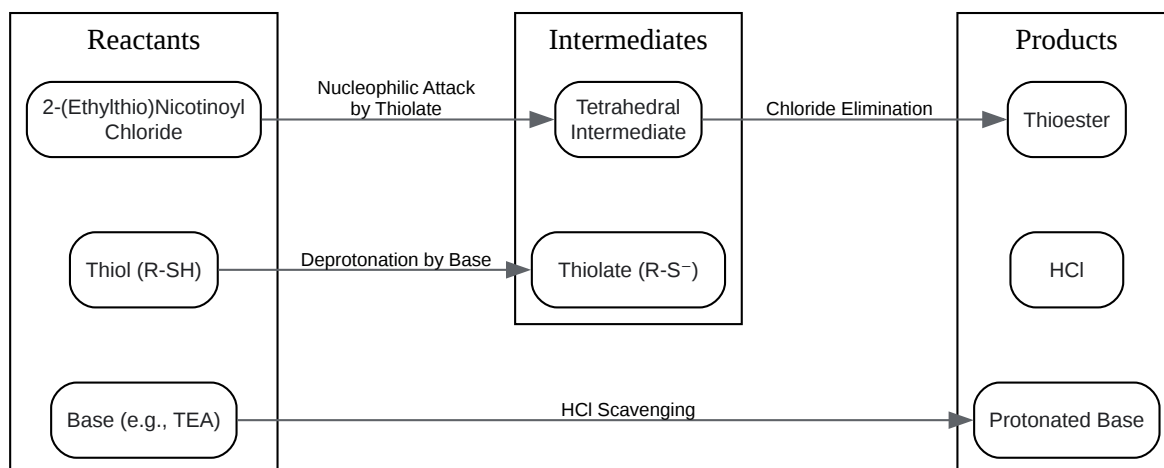 Reactants
Intermediates
Products
2-(Ethylthio)Nicotinoyl
Chloride
Nucleophilic Attack
by Thiolate
Tetrahedral
Intermediate
Chloride Elimination
Thioester
Thiol (R-SH)
Deprotonation by Base
Thiolate (R-S⁻)
HCl
Base (e.g., TEA)
HCl Scavenging
Protonated Base